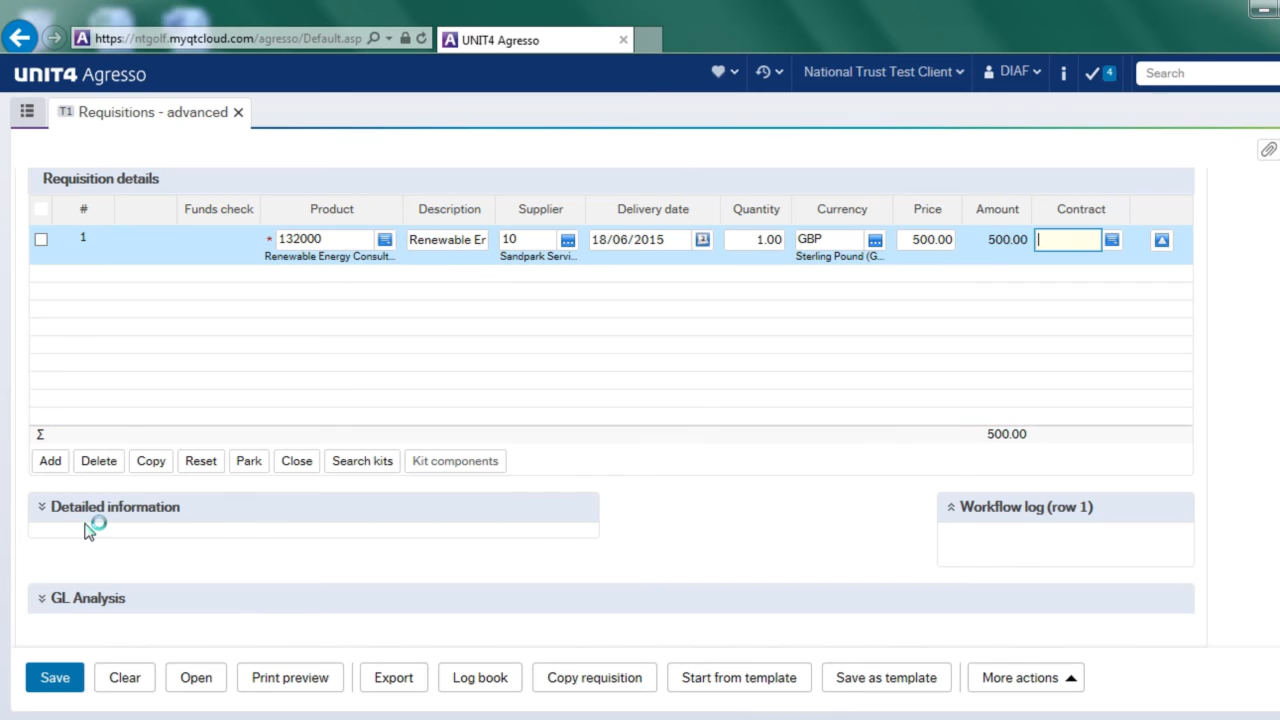 https://ntgolf.myqtcloud.com/agresso/Default.asp
UNIT4 Agresso
UNIT4 Agresso
National Trust Test Client
DIAF
4
Search
T1 Requisitions - advanced
Requisition details
# Funds check Product Description Supplier Delivery date Quantity Currency Price Amount Contract
1 * 132000 Renewable Er 10 18/06/2015 1.00 GBP 500.00 500.00
Renewable Energy Consult... Sandpark Servi... Sterling Pound (G...
Σ 500.00
Add Delete Copy Reset Park Close Search kits Kit components
Detailed information
Workflow log (row 1)
GL Analysis
Save Clear Open Print preview Export Log book Copy requisition Start from template Save as template More actions